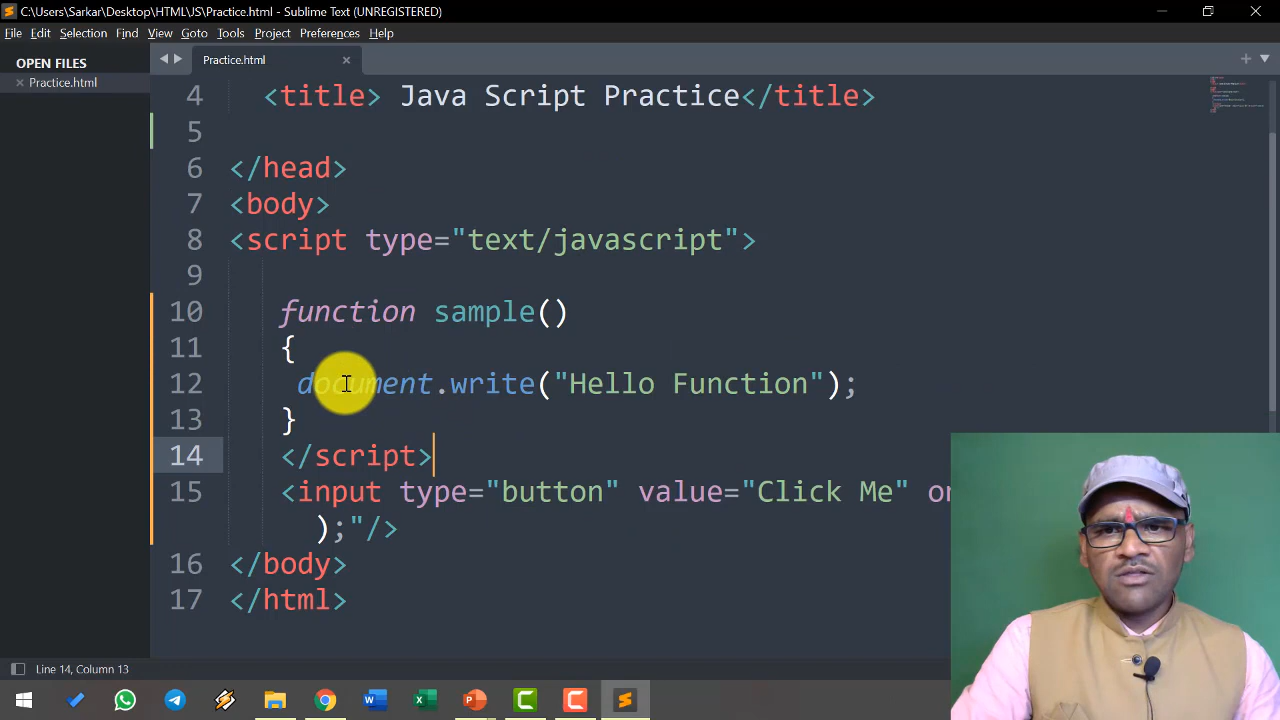 C:\Users\Sarkar\Desktop\HTML\JS\Practice.html - Sublime Text (UNREGISTERED)
File Edit Selection Find View Goto Tools Project Preferences Help
OPEN FILES
Practice.html
Practice.html
4 <title> Java Script Practice</title>
5
6 </head>
7 <body>
8 <script type="text/javascript">
9
10 function sample()
11 {
12 document.write("Hello Function");
13 }
14 </script>
15 <input type="button" value="Click Me" on
);"/>
16 </body>
17 </html>
Line 14, Column 13